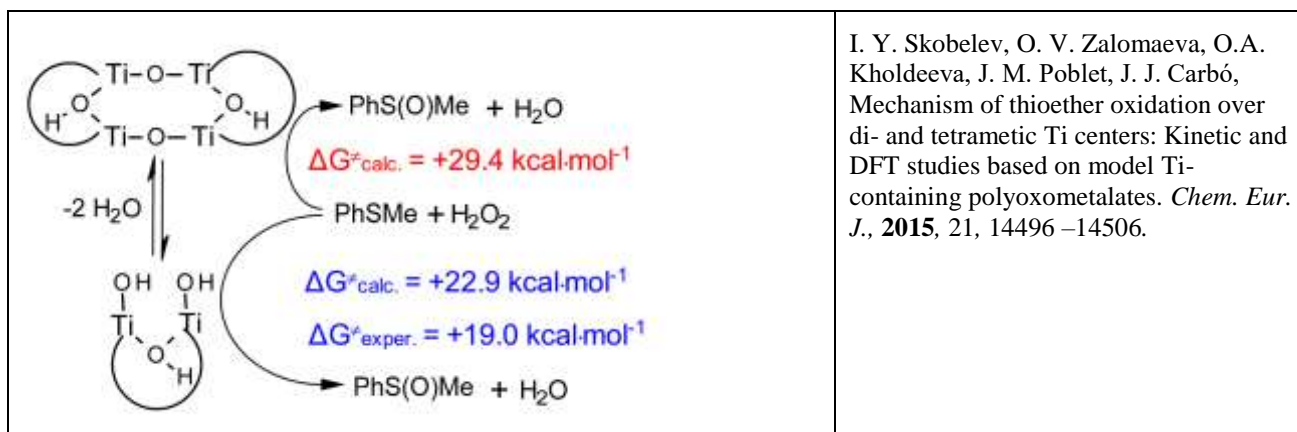 Ti–O–Ti
H O O H
Ti–O–Ti
PhS(O)Me + H₂O
ΔG≠calc. = +29.4 kcal·mol⁻¹
-2 H₂O
PhSMe + H₂O₂
OH OH
Ti Ti
O
H
ΔG≠calc. = +22.9 kcal·mol⁻¹
ΔG≠exper. = +19.0 kcal·mol⁻¹
PhS(O)Me + H₂O
I. Y. Skobelev, O. V. Zalomaeva, O.A.
Kholdeeva, J. M. Poblet, J. J. Carbó,
Mechanism of thioether oxidation over
di- and tetrametic Ti centers: Kinetic and
DFT studies based on model Ti-
containing polyoxometalates. Chem. Eur.
J., 2015, 21, 14496 –14506.